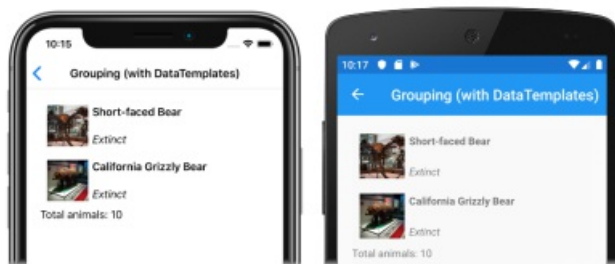 10:15
Grouping (with DataTemplates)
Short-faced Bear
Extinct
California Grizzly Bear
Extinct
Total animals: 10
10:17
Grouping (with DataTemplates)
Short-faced Bear
Extinct
California Grizzly Bear
Extinct
Total animals: 10